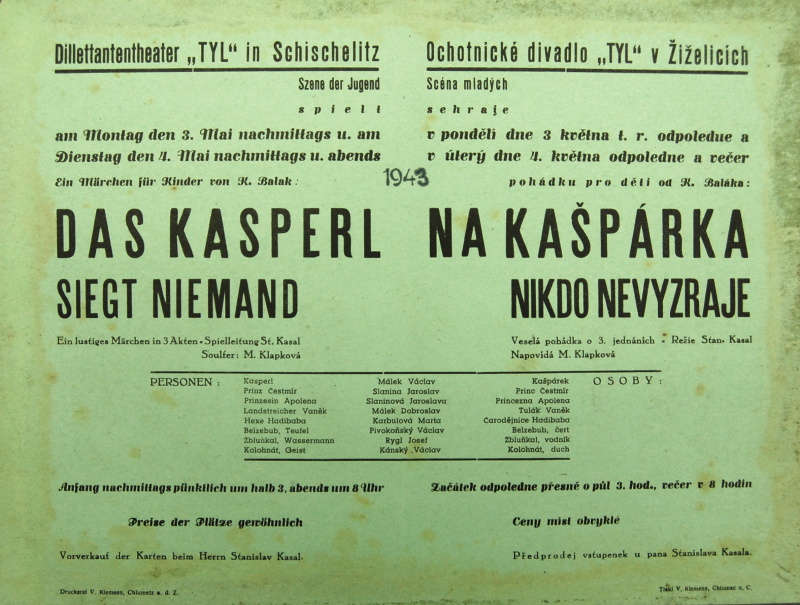 Dillettantentheater „TYL“ in Schischelitz
Szene der Jugend
spielt
am Montag den 3. Mai nachmittags u. am
Dienstag den 4. Mai nachmittags u. abends
Ein Märchen für Kinder von K. Balak:
DAS KASPERL
SIEGT NIEMAND
Ein lustiges Märchen in 3 Akten - Spielleitung St. Kasal
Soulfer: M. Klapková
Ochotnické divadlo „TYL“ v Žiželicích
Scéna mladých
sehraje
v pondělí dne 3 května t. r. odpoledue a
v úterý dne 4. května odpoledne a večer
1943
pohádku pro děti od K. Baláka:
NA KAŠPÁRKA
NIKDO NEVYZRAJE
Veselá pohádka o 3. jednáních - Režie Stan. Kasal
Napovídá M. Klapková
PERSONEN: Kasperl Málek Václav Kašpárek OSOBY:
Prinz Čestmír Slanina Jaroslav Princ Čestmír
Prinzesin Apolena Slaninová Jaroslava Princezna Apolena
Landstreicher Vaněk Málek Dobroslav Tulák Vaněk
Hexe Hadibaba Karbulová Marta Čarodějnice Hadibaba
Belzebub, Teufel Pivokoňský Václav Belzebub, čert
Žbluňkal, Wassermann Rygl Josef Žbluňkal, vodník
Kolohnát, Geist Kánský Václav Kolohnát, duch
Anfang nachmittags pünktlich um halb 3, abends um 8 Uhr
Preise der Plätze gewöhnlich
Vorverkauf der Karten beim Herrn Stanislav Kasal.
Druckerei V. Klemens, Chlumetz a. d. Z.
Začátek odpoledne přesně o půl 3. hod., večer v 8 hodin
Ceny míst obvyklé
Předprodej vstupenek u pana Stanislava Kasala.
Tiskl V. Klemens, Chlumec n. C.